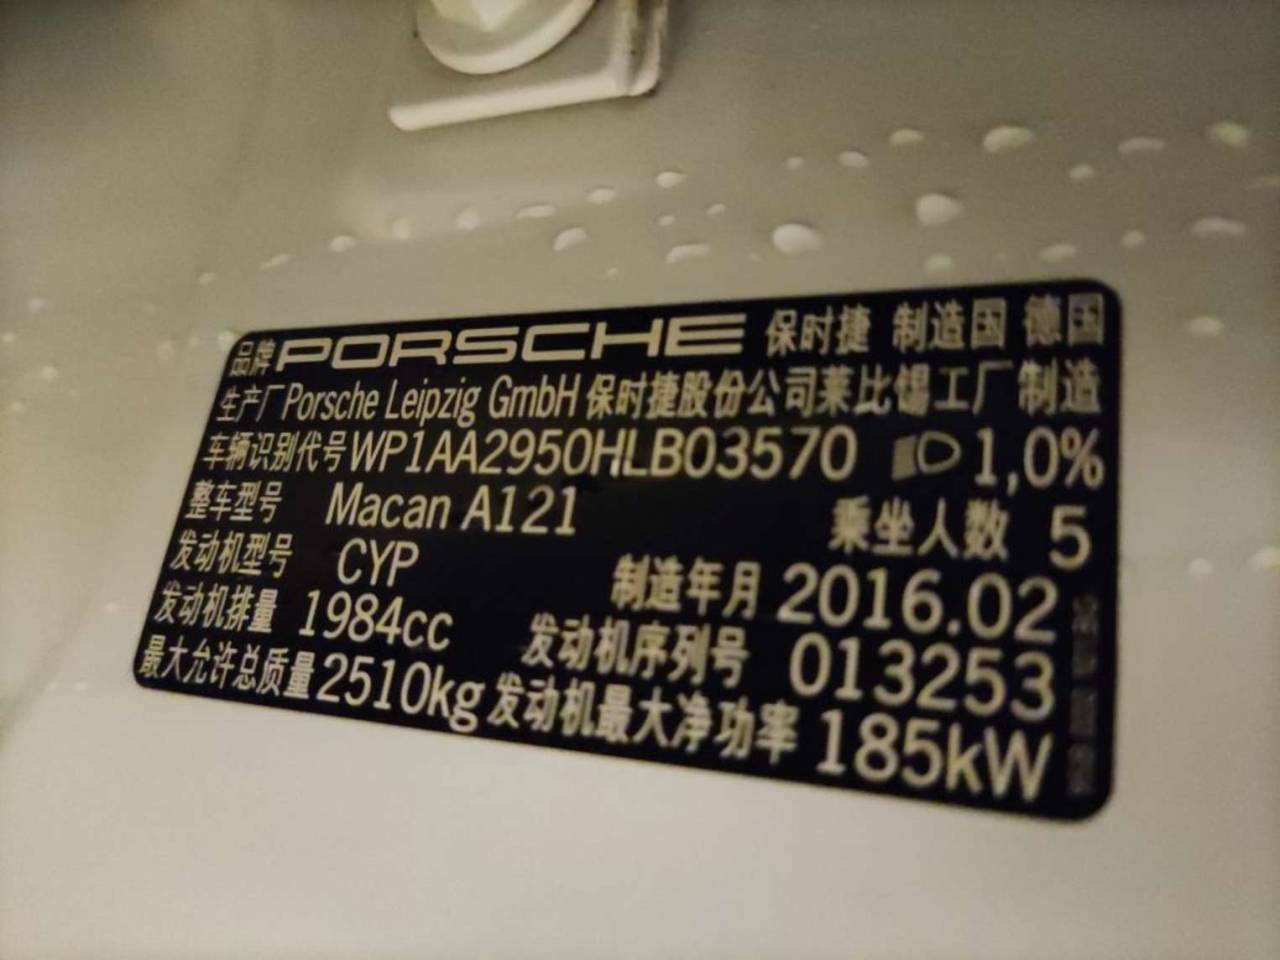 品牌 PORSCHE 保时捷 制造国 德国
生产厂 Porsche Leipzig GmbH 保时捷股份公司莱比锡工厂 制造
车辆识别代号 WP1AA2950HLB03570 1,0%
整车型号 Macan A121 乘坐人数 5
发动机型号 CYP 制造年月 2016.02
发动机排量 1984cc 发动机序列号 013253
最大允许总质量 2510kg 发动机最大净功率 185kW